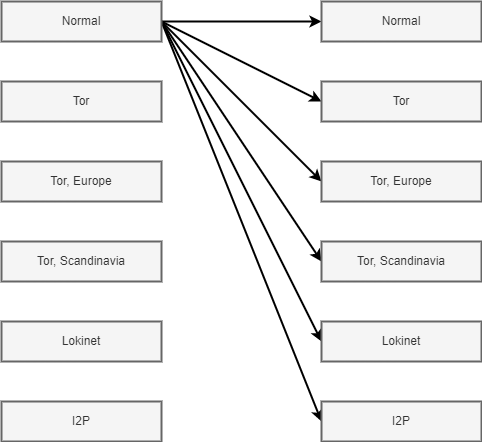 Normal
Normal
Tor
Tor
Tor, Europe
Tor, Europe
Tor, Scandinavia
Tor, Scandinavia
Lokinet
Lokinet
I2P
I2P